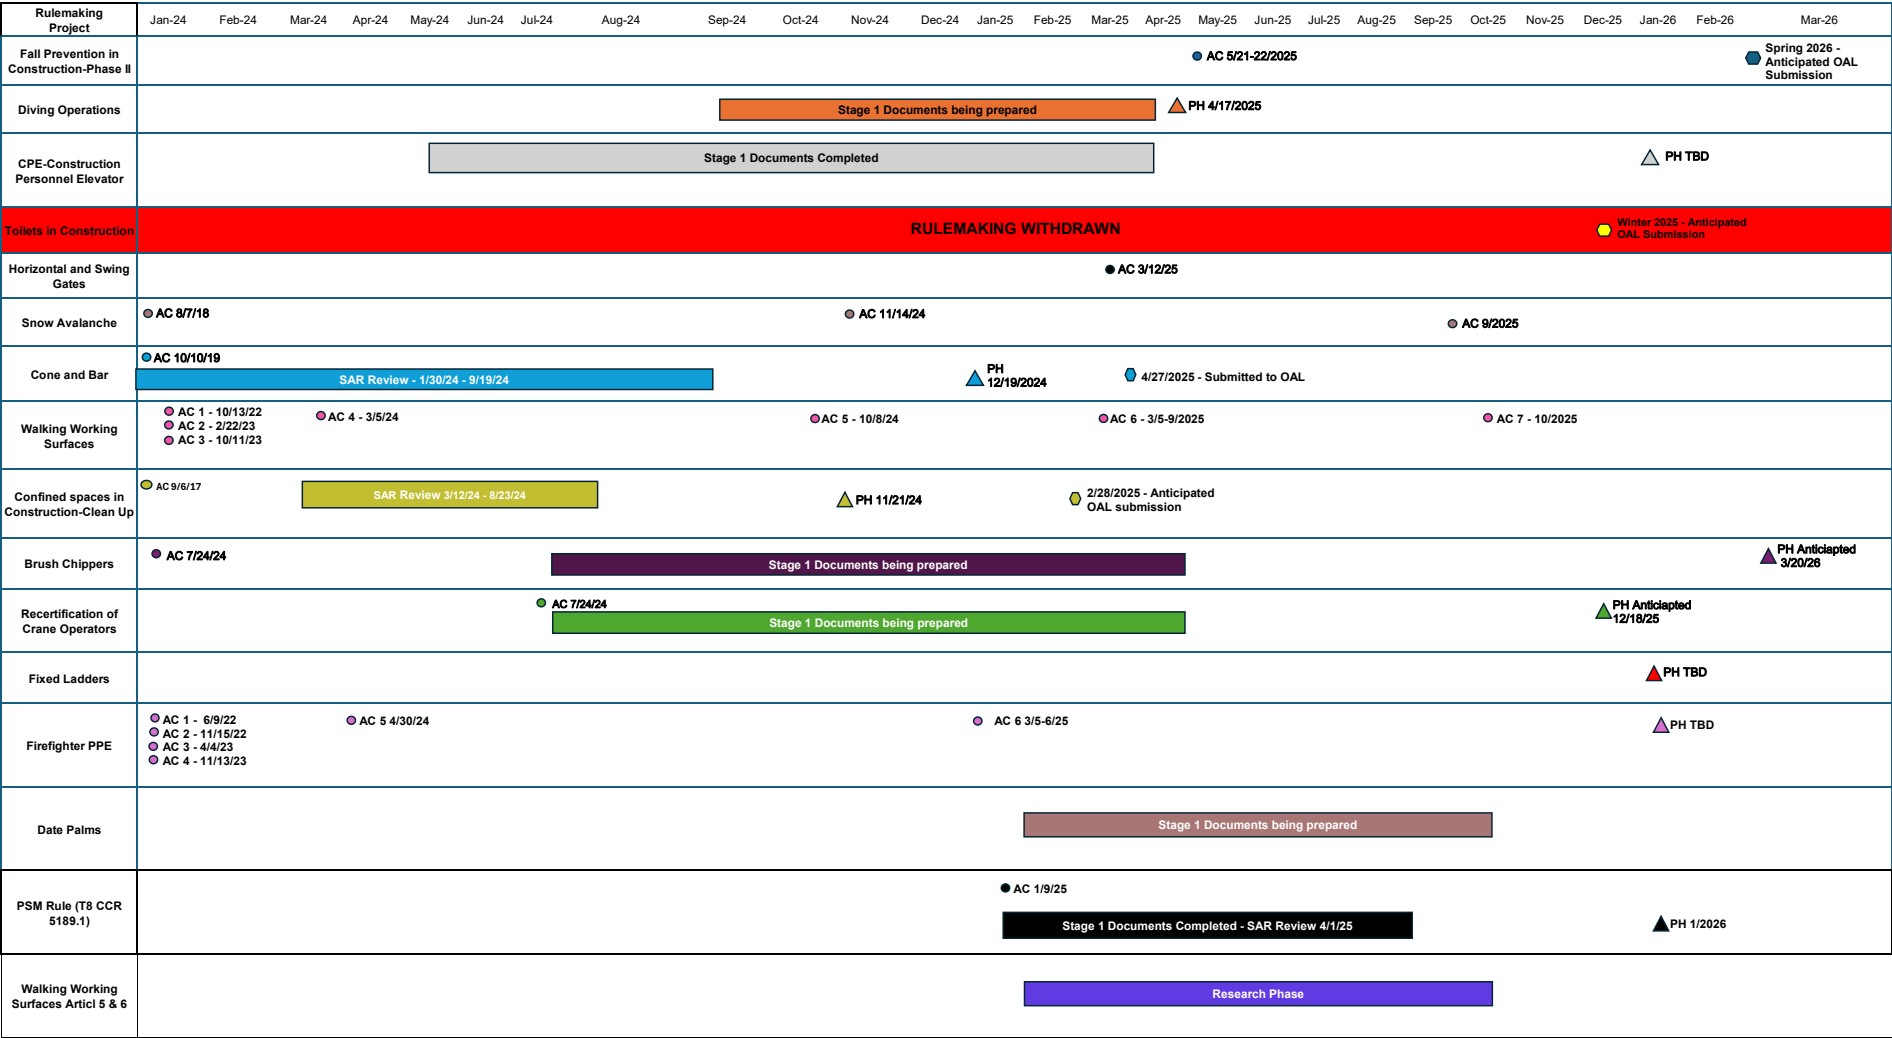 Rulemaking
Project
Jan-24 Feb-24 Mar-24 Apr-24 May-24 Jun-24 Jul-24 Aug-24 Sep-24 Oct-24 Nov-24 Dec-24 Jan-25 Feb-25 Mar-25 Apr-25 May-25 Jun-25 Jul-25 Aug-25 Sep-25 Oct-25 Nov-25 Dec-25 Jan-26 Feb-26 Mar-26
Fall Prevention in
Construction-Phase II
AC 5/21-22/2025
Spring 2026 -
Anticipated OAL
Submission
Diving Operations
Stage 1 Documents being prepared
PH 4/17/2025
CPE-Construction
Personnel Elevator
Stage 1 Documents Completed
PH TBD
Toilets in Construction
RULEMAKING WITHDRAWN
Winter 2025 - Anticipated
OAL Submission
Horizontal and Swing
Gates
AC 3/12/25
Snow Avalanche
AC 8/7/18
AC 11/14/24
AC 9/2025
Cone and Bar
AC 10/10/19
SAR Review - 1/30/24 - 9/19/24
PH
12/19/2024
4/27/2025 - Submitted to OAL
Walking Working
Surfaces
AC 1 - 10/13/22
AC 2 - 2/22/23
AC 3 - 10/11/23
AC 4 - 3/5/24
AC 5 - 10/8/24
AC 6 - 3/5-9/2025
AC 7 - 10/2025
Confined spaces in
Construction-Clean Up
AC 9/6/17
SAR Review 3/12/24 - 8/23/24
PH 11/21/24
2/28/2025 - Anticipated
OAL submission
Brush Chippers
AC 7/24/24
Stage 1 Documents being prepared
PH Anticiapted
3/20/26
Recertification of
Crane Operators
AC 7/24/24
Stage 1 Documents being prepared
PH Anticiapted
12/18/25
Fixed Ladders
PH TBD
Firefighter PPE
AC 1 - 6/9/22
AC 2 - 11/15/22
AC 3 - 4/4/23
AC 4 - 11/13/23
AC 5 4/30/24
AC 6 3/5-6/25
PH TBD
Date Palms
Stage 1 Documents being prepared
PSM Rule (T8 CCR
5189.1)
AC 1/9/25
Stage 1 Documents Completed - SAR Review 4/1/25
PH 1/2026
Walking Working
Surfaces Articl 5 & 6
Research Phase